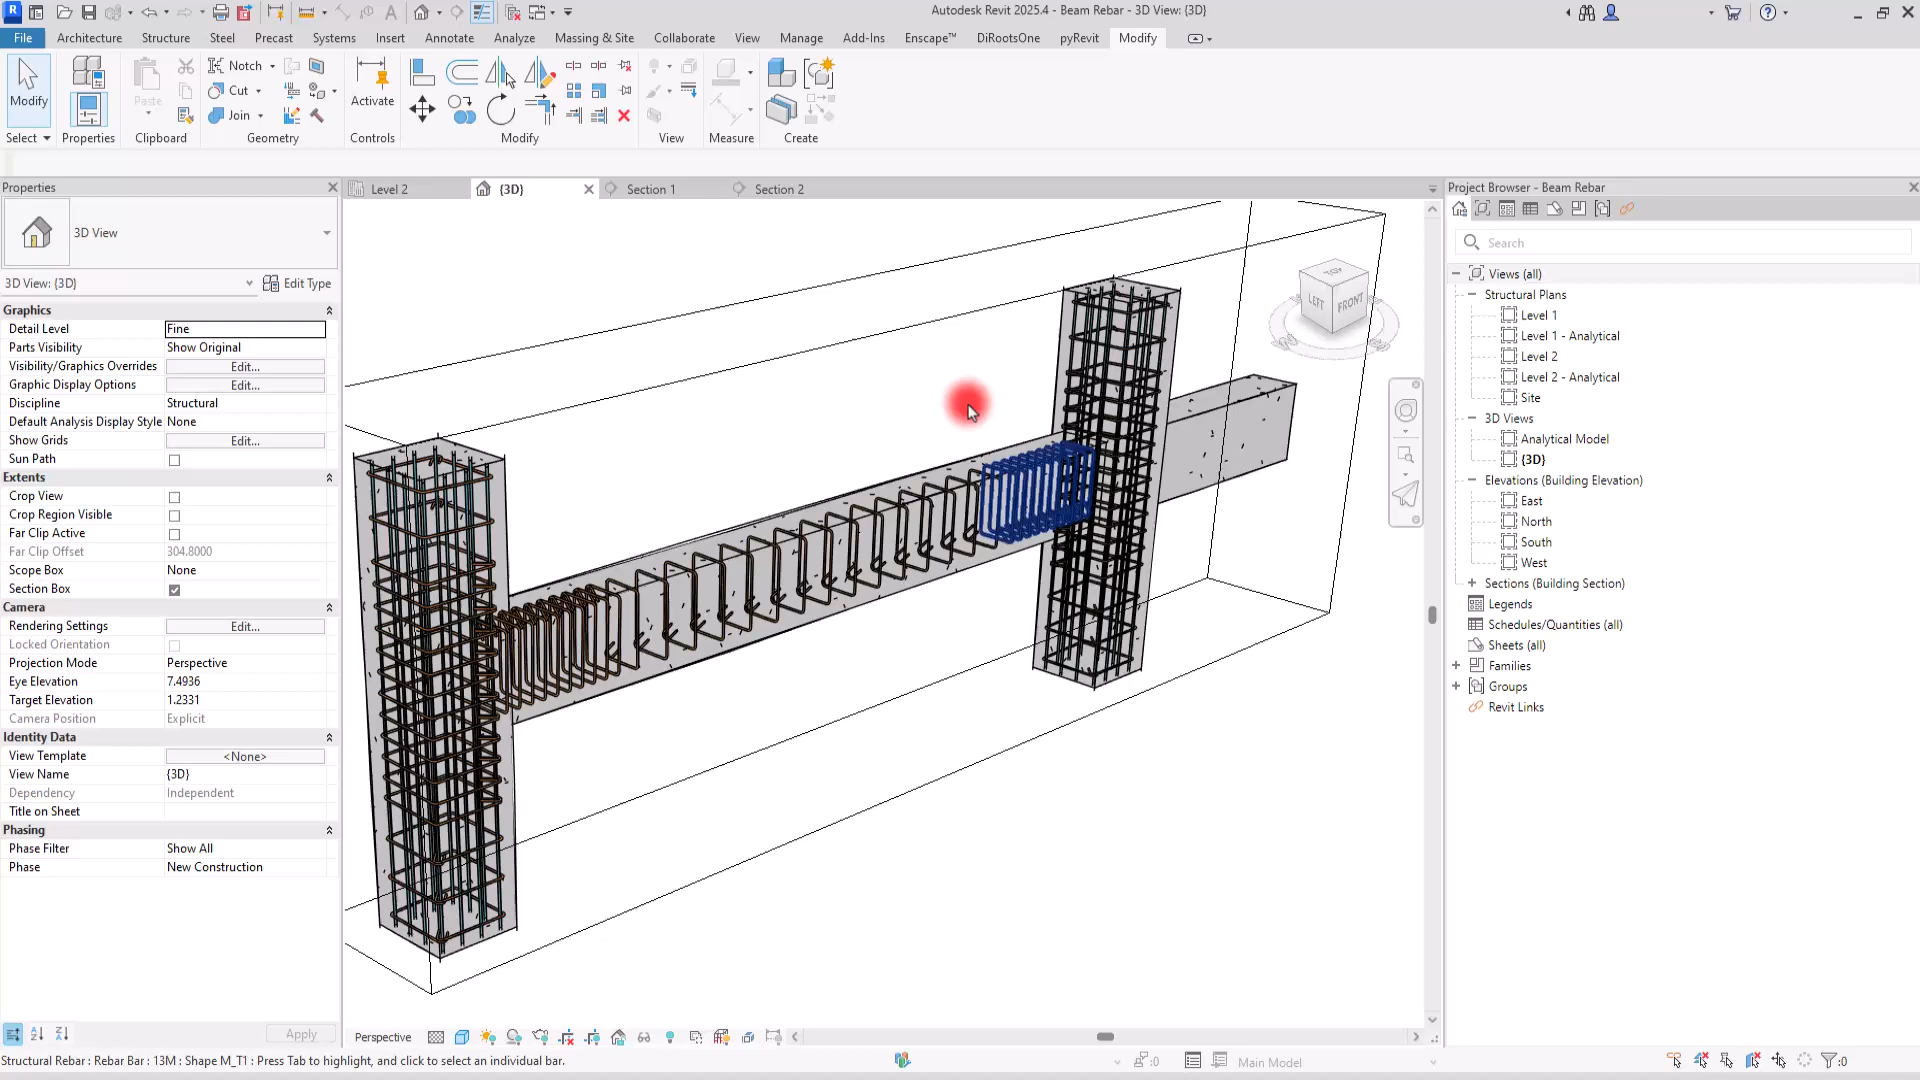 Autodesk Revit 2025.4 - Beam Rebar - 3D View: {3D}
File Architecture Structure Steel Precast Systems Insert Annotate Analyze Massing & Site Collaborate View Manage Add-Ins Enscape™ DiRootsOne pyRevit Modify
Modify
Paste
Notch
Cut
Join
Activate
Select Properties Clipboard Geometry Controls Modify View Measure Create
Properties
Level 2
{3D}
Section 1
Section 2
Project Browser - Beam Rebar
3D View
Search
3D View: {3D} Edit Type
Graphics
Detail Level Fine
Parts Visibility Show Original
Visibility/Graphics Overrides Edit...
Graphic Display Options Edit...
Discipline Structural
Default Analysis Display Style None
Show Grids Edit...
Sun Path
Extents
Crop View
Crop Region Visible
Far Clip Active
Far Clip Offset 304.8000
Scope Box None
Section Box
Camera
Rendering Settings Edit...
Locked Orientation
Projection Mode Perspective
Eye Elevation 7.4936
Target Elevation 1.2331
Camera Position Explicit
Identity Data
View Template <None>
View Name {3D}
Dependency Independent
Title on Sheet
Phasing
Phase Filter Show All
Phase New Construction
Apply
TOP
LEFT FRONT
Views (all)
Structural Plans
Level 1
Level 1 - Analytical
Level 2
Level 2 - Analytical
Site
3D Views
Analytical Model
{3D}
Elevations (Building Elevation)
East
North
South
West
Sections (Building Section)
Legends
Schedules/Quantities (all)
Sheets (all)
Families
Groups
Revit Links
Perspective
Structural Rebar : Rebar Bar : 13M : Shape M_T1 : Press Tab to highlight, and click to select an individual bar.
:0
Main Model
:0